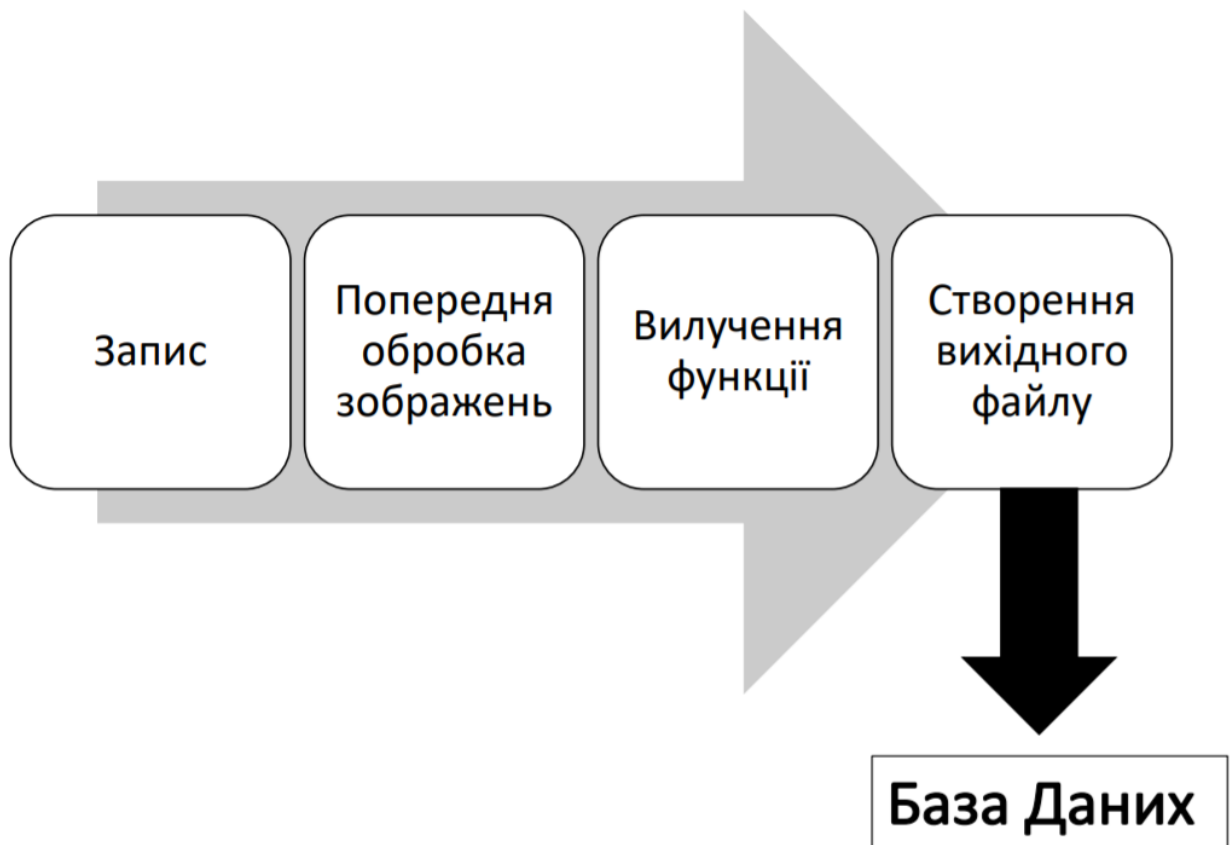 Запис
Попередня
обробка
зображень
Вилучення
функції
Створення
вихідного
файлу
База Даних